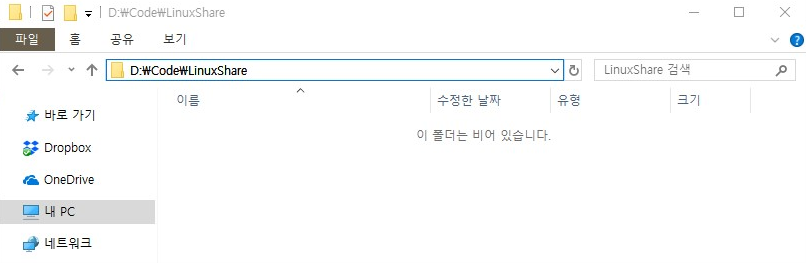 D:₩Code₩LinuxShare
파일 홈 공유 보기
D:₩Code₩LinuxShare LinuxShare 검색
이름 수정한 날짜 유형 크기
이 폴더는 비어 있습니다.
바로 가기
Dropbox
OneDrive
내 PC
네트워크